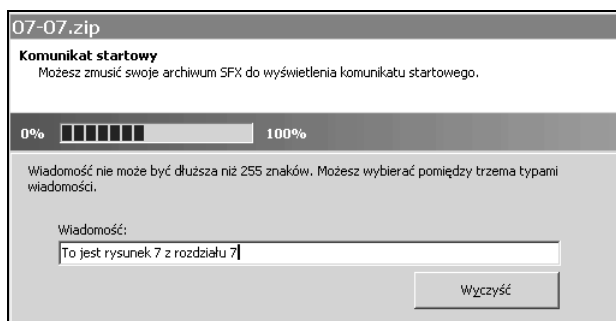 07-07.zip
Komunikat startowy
Możesz zmusić swoje archiwum SFX do wyświetlenia komunikatu startowego.
0% 100%
Wiadomość nie może być dłuższa niż 255 znaków. Możesz wybierać pomiędzy trzema typami
wiadomości.
Wiadomość:
To jest rysunek 7 z rozdziału 7
Wyczyść